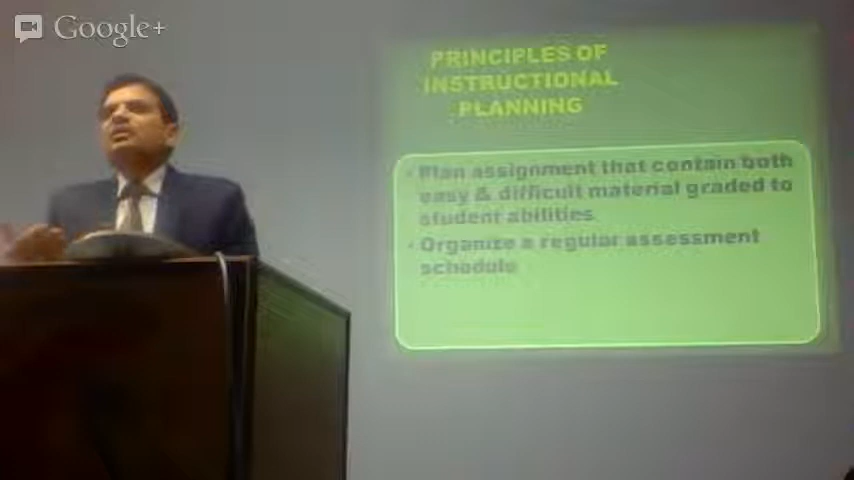 Google+
PRINCIPLES OF
INSTRUCTIONAL
PLANNING
• Plan assignment that contain both
easy & difficult material graded to
student abilities
• Organize a regular assessment
schedule